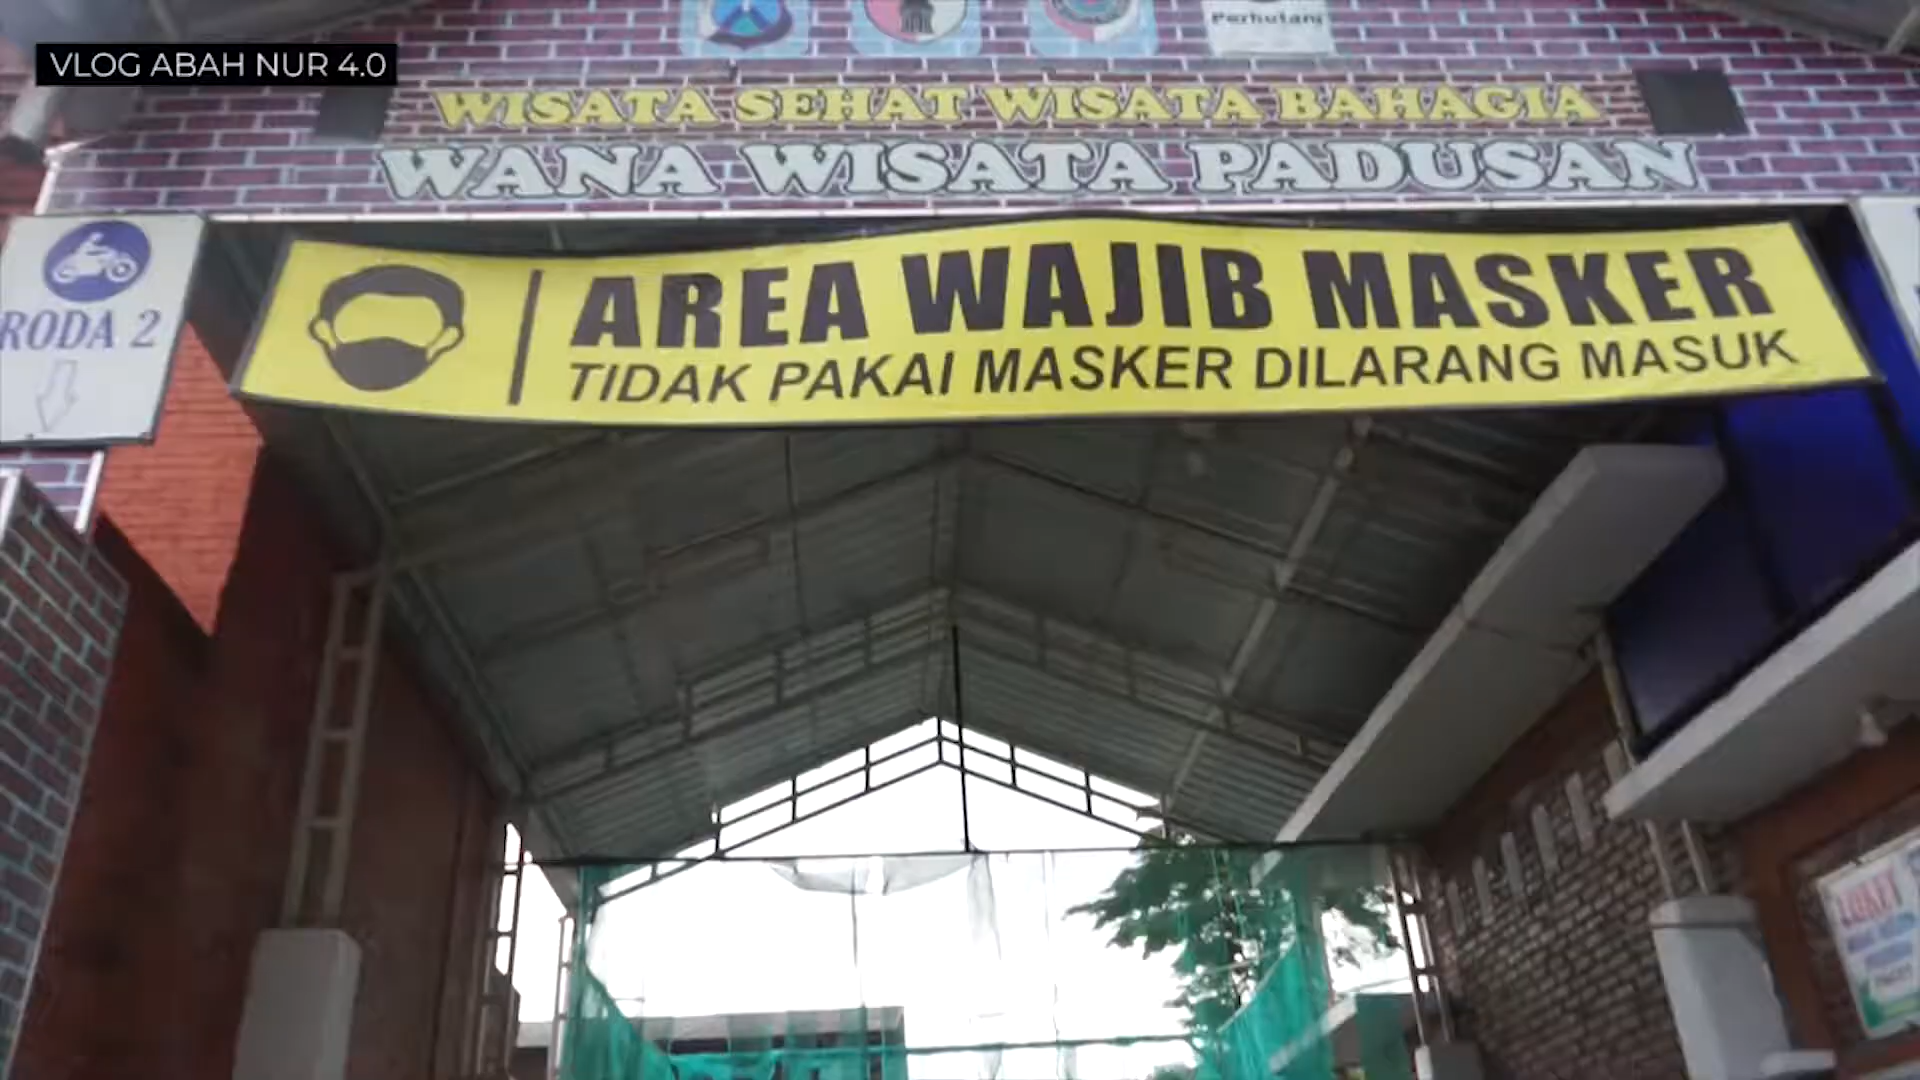 Perhutani
VLOG ABAH NUR 4.0
WISATA SEHAT WISATA BAHAGIA
WANA WISATA PADUSAN
RODA 2
AREA WAJIB MASKER
TIDAK PAKAI MASKER DILARANG MASUK
LOKET